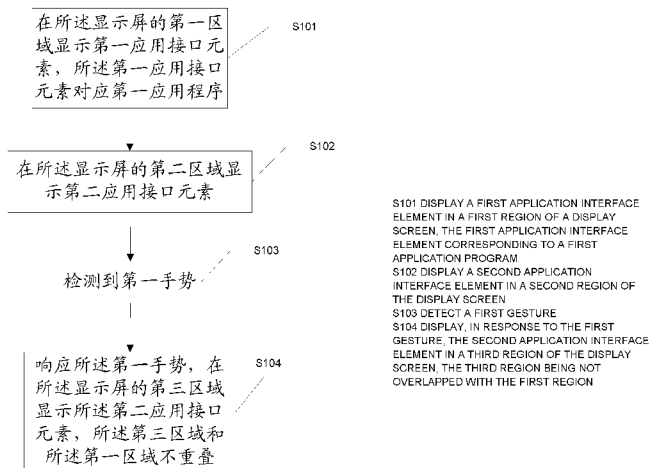 在所述显示屏的第一区
域显示第一应用接口元
素，所述第一应用接口
元素对应第一应用程序
S101
在所述显示屏的第二区域显
示第二应用接口元素
S102
检测到第一手势
S103
响应所述第一手势，在
所述显示屏的第三区域
显示所述第二应用接口
元素，所述第三区域和
所述第一区域不重叠
S104
S101 DISPLAY A FIRST APPLICATION INTERFACE
ELEMENT IN A FIRST REGION OF A DISPLAY
SCREEN, THE FIRST APPLICATION INTERFACE
ELEMENT CORRESPONDING TO A FIRST
APPLICATION PROGRAM
S102 DISPLAY A SECOND APPLICATION
INTERFACE ELEMENT IN A SECOND REGION OF
THE DISPLAY SCREEN
S103 DETECT A FIRST GESTURE
S104 DISPLAY, IN RESPONSE TO THE FIRST
GESTURE, THE SECOND APPLICATION INTERFACE
ELEMENT IN A THIRD REGION OF THE DISPLAY
SCREEN, THE THIRD REGION BEING NOT
OVERLAPPED WITH THE FIRST REGION